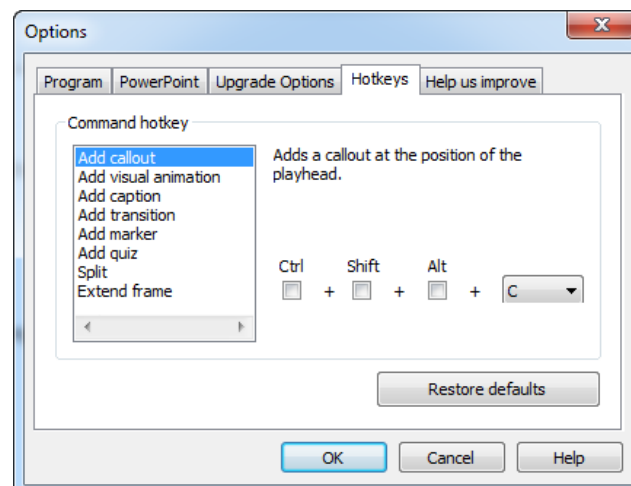 Options
Program PowerPoint Upgrade Options Hotkeys Help us improve
Command hotkey
Add callout
Add visual animation
Add caption
Add transition
Add marker
Add quiz
Split
Extend frame
Adds a callout at the position of the
playhead.
Ctrl Shift Alt
+ + + C
Restore defaults
OK Cancel Help